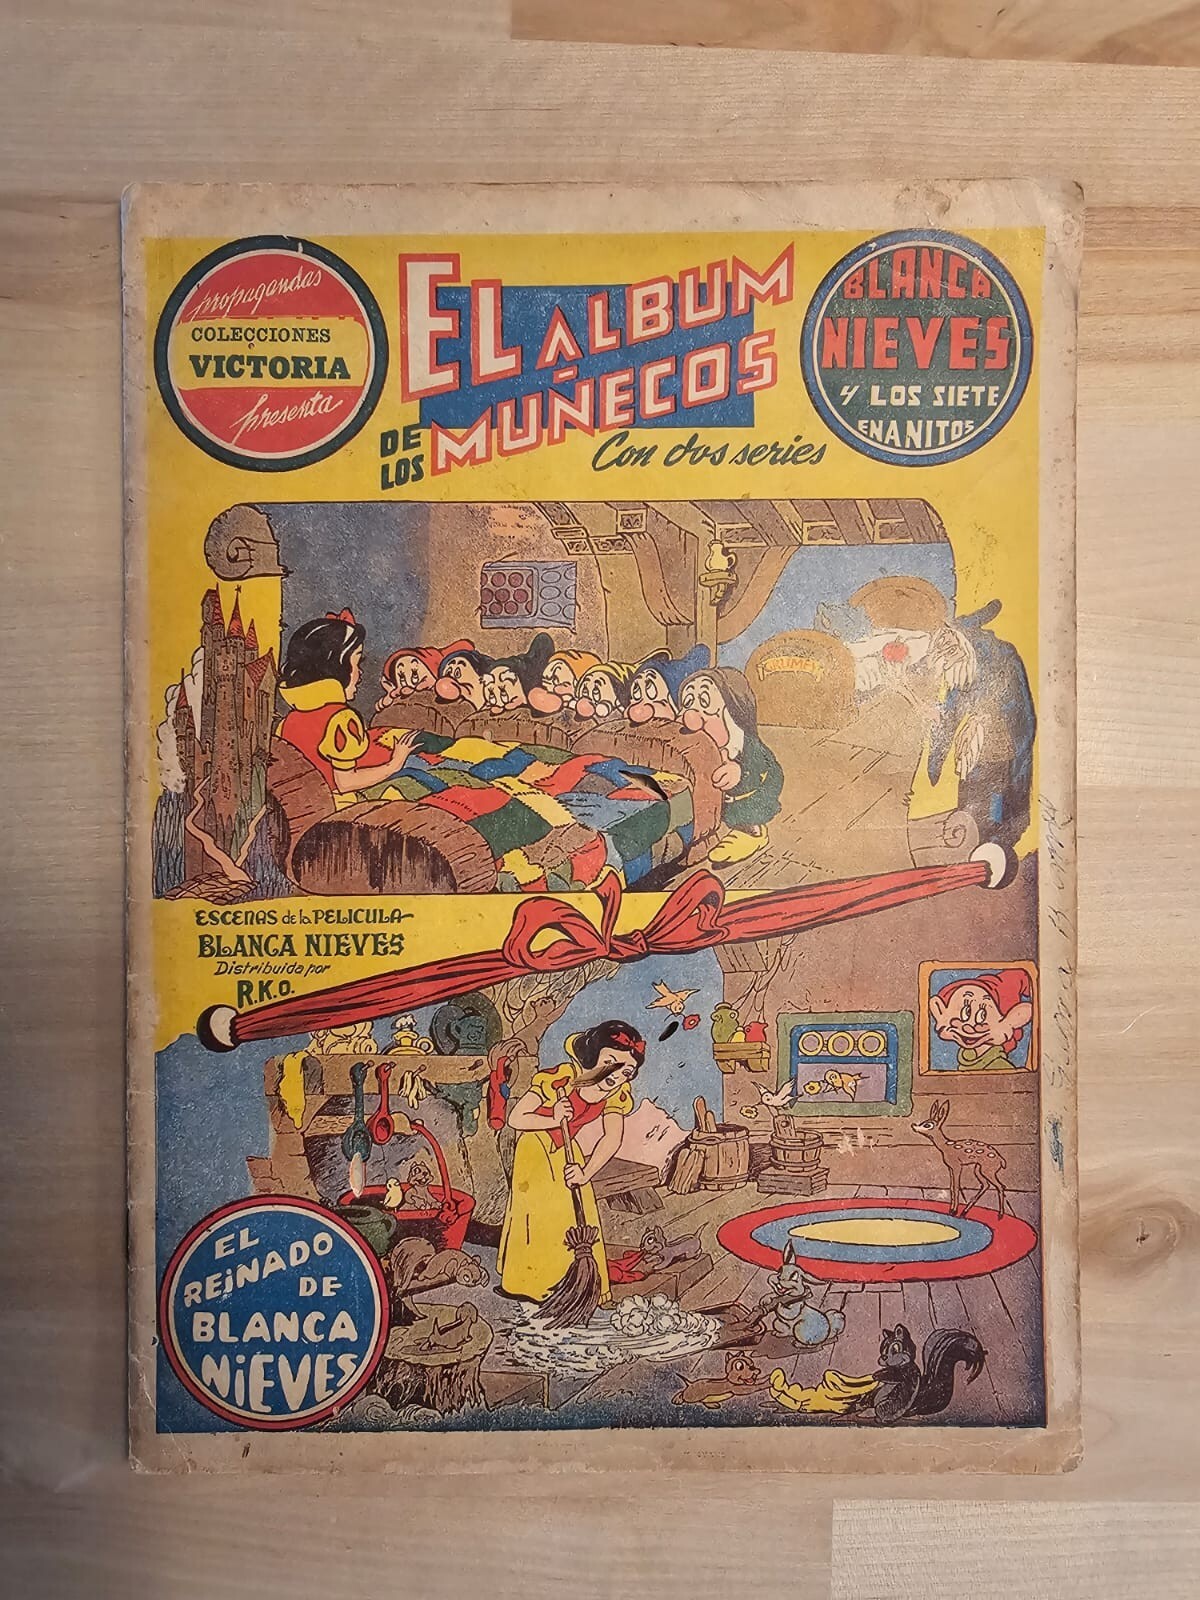 propagandas
COLECCIONES
VICTORIA
presenta
EL ALBUM
DE LOS MUÑECOS
Con dos series
BLANCA
NIEVES
Y LOS SIETE
ENANITOS
ESCENAS de la PELICULA
BLANCA NIEVES
Distribuida por
R.K.O.
EL
REINADO
DE
BLANCA
NIEVES